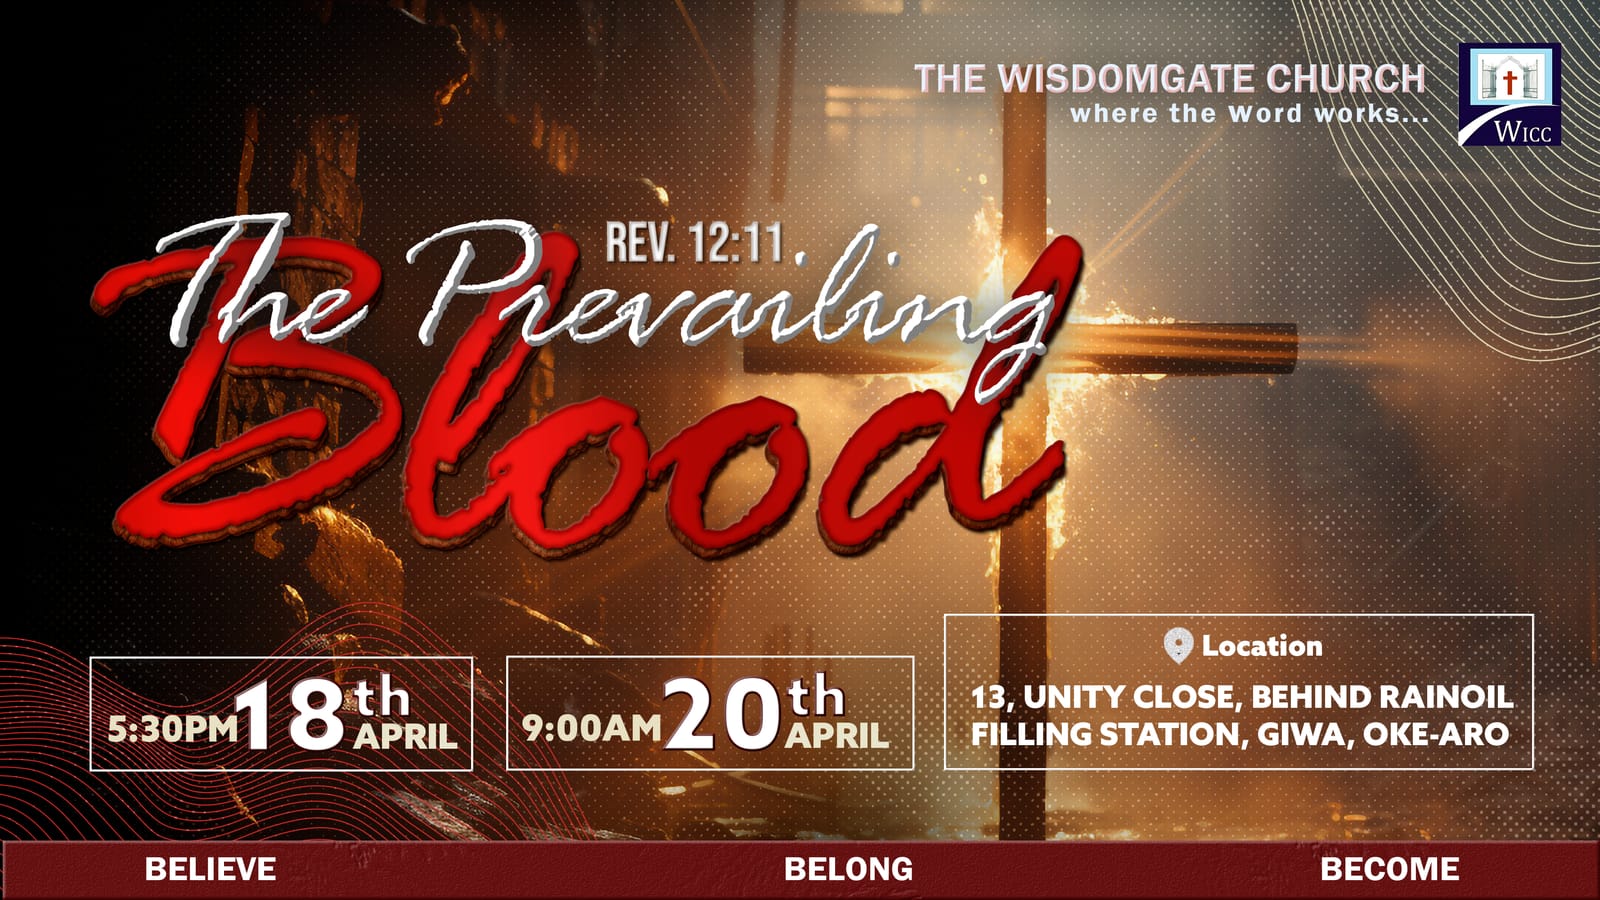 THE WISDOMGATE CHURCH
where the Word works...
WICC
REV. 12:11
The Prevailing
Blood
5:30PM 18th APRIL
9:00AM 20th APRIL
Location
13, UNITY CLOSE, BEHIND RAINOIL
FILLING STATION, GIWA, OKE-ARO
BELIEVE
BELONG
BECOME